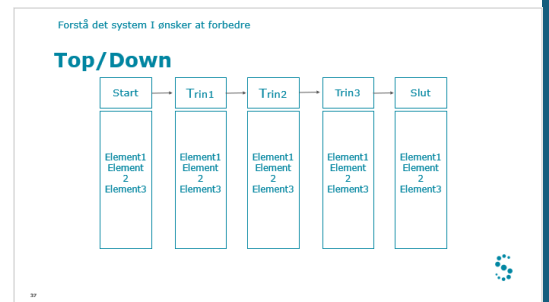 Forstå det system I ønsker at forbedre
Top/Down
Start
Trin1
Trin2
Trin3
Slut
Element1
Element
2
Element3
Element1
Element
2
Element3
Element1
Element
2
Element3
Element1
Element
2
Element3
Element1
Element
2
Element3
37